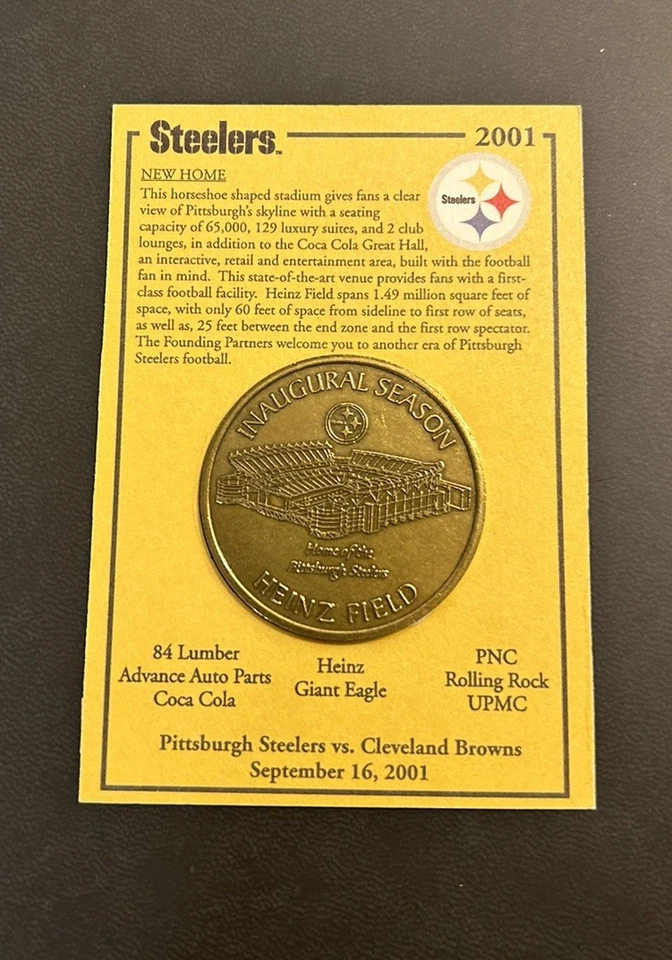 Steelers 2001
NEW HOME
Steelers
This horseshoe shaped stadium gives fans a clear
view of Pittsburgh's skyline with a seating
capacity of 65,000, 129 luxury suites, and 2 club
lounges, in addition to the Coca Cola Great Hall,
an interactive, retail and entertainment area, built with the football
fan in mind. This state-of-the-art venue provides fans with a first-
class football facility. Heinz Field spans 1.49 million square feet of
space, with only 60 feet of space from sideline to first row of seats,
as well as, 25 feet between the end zone and the first row spectator.
The Founding Partners welcome you to another era of Pittsburgh
Steelers football.
INAUGURAL SEASON
Home of the
Pittsburgh Steelers
HEINZ FIELD
84 Lumber
Advance Auto Parts
Coca Cola
Heinz
Giant Eagle
PNC
Rolling Rock
UPMC
Pittsburgh Steelers vs. Cleveland Browns
September 16, 2001